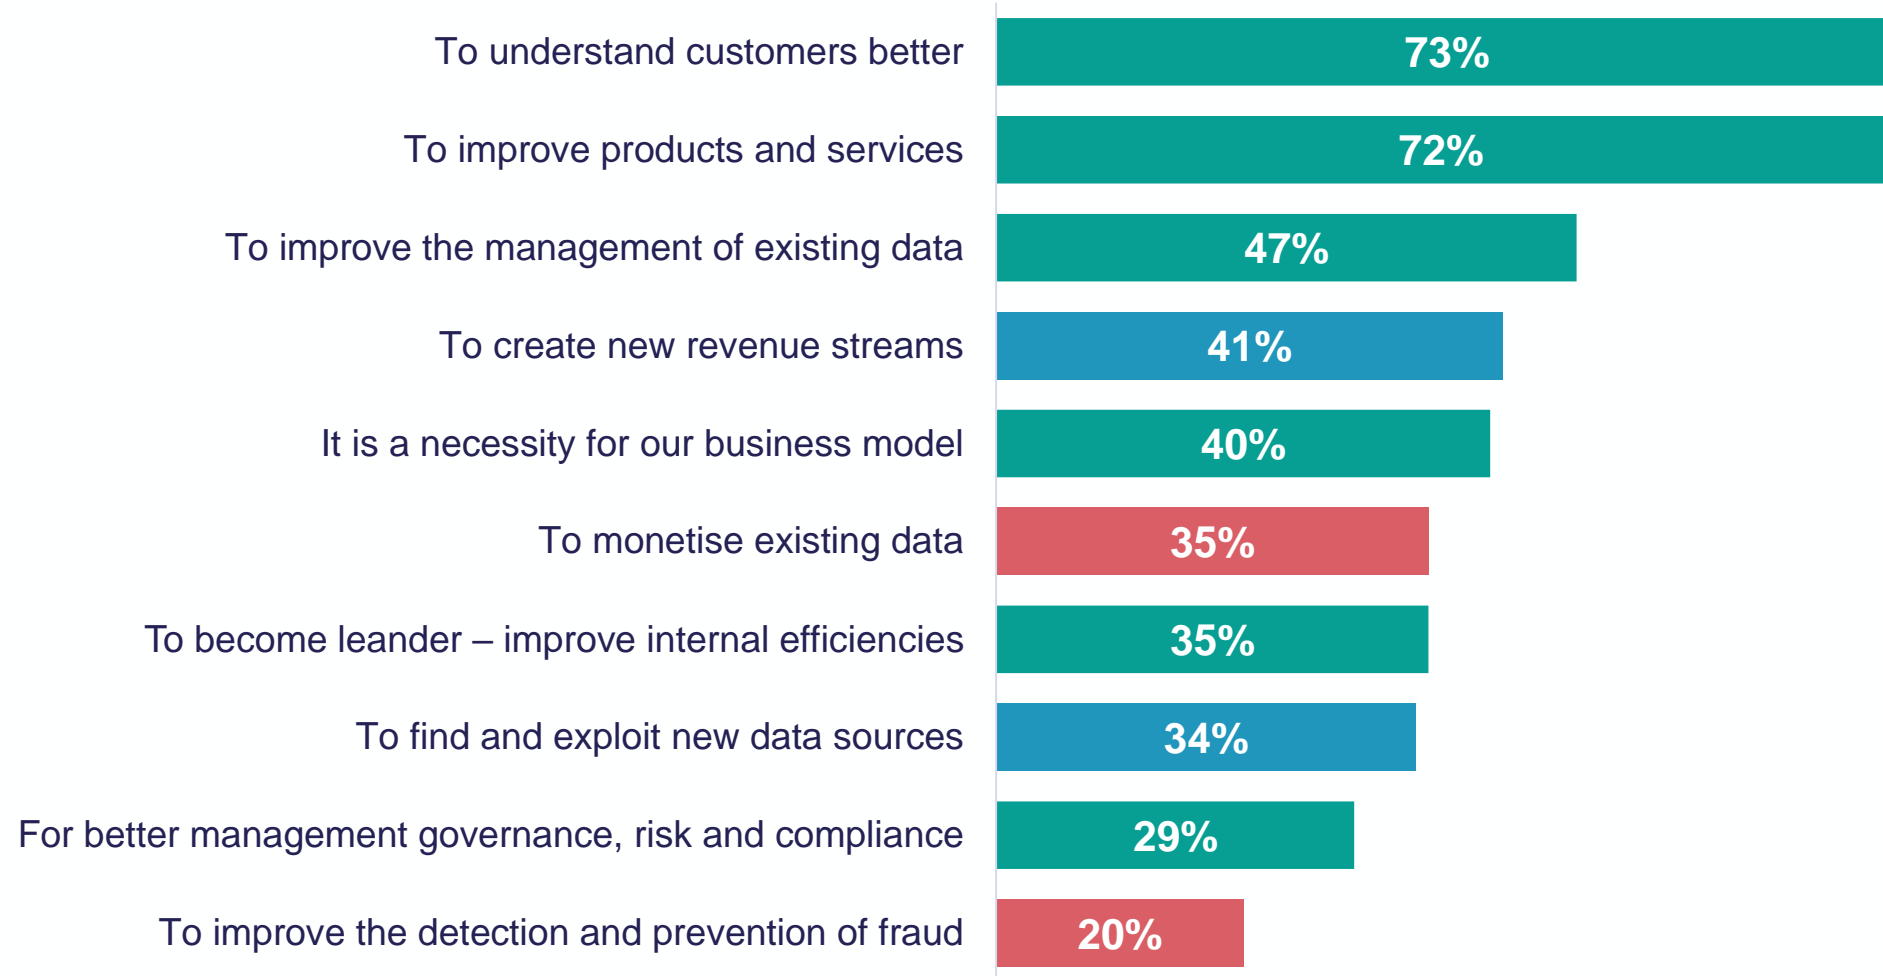 To understand customers better 73%
To improve products and services 72%
To improve the management of existing data 47%
To create new revenue streams 41%
It is a necessity for our business model 40%
To monetise existing data 35%
To become leander – improve internal efficiencies 35%
To find and exploit new data sources 34%
For better management governance, risk and compliance 29%
To improve the detection and prevention of fraud 20%